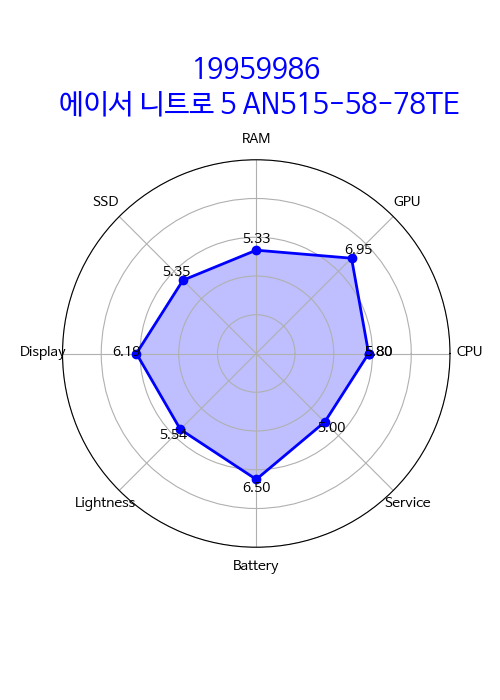 19959986
에이서 니트로 5 AN515-58-78TE
RAM
SSD
GPU
5.33
6.95
5.35
Display
6.19
5.80
CPU
5.54
5.00
6.50
Lightness
Service
Battery